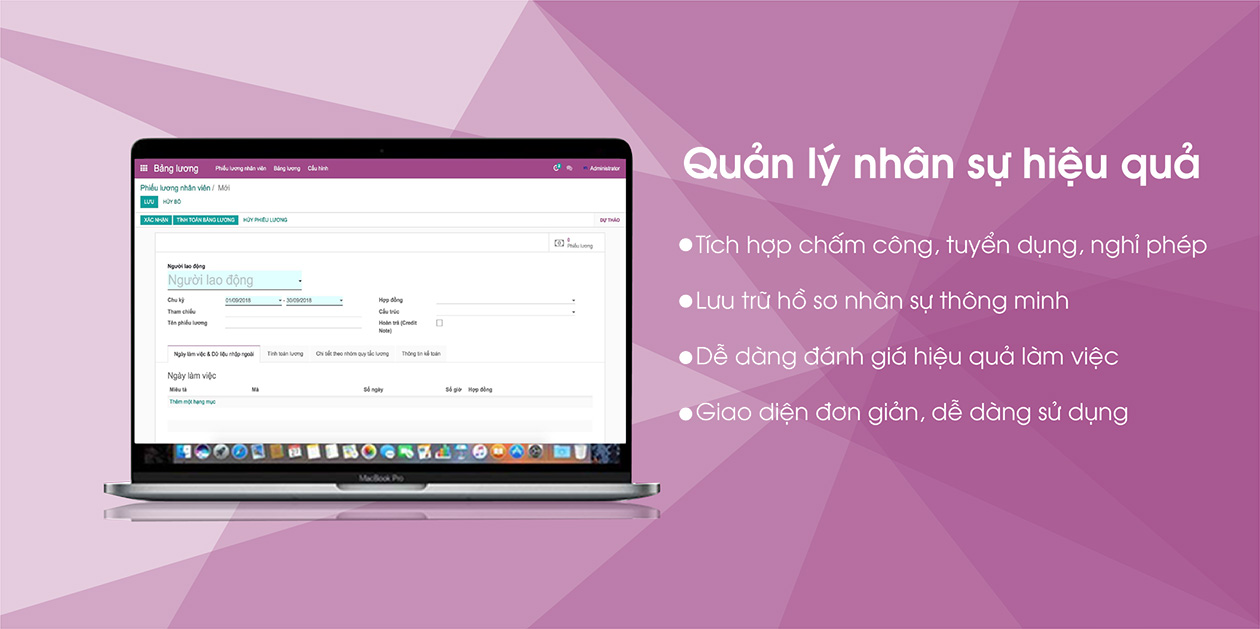 Quản lý nhân sự hiệu quả
Tích hợp chấm công, tuyển dụng, nghỉ phép
Lưu trữ hồ sơ nhân sự thông minh
Dễ dàng đánh giá hiệu quả làm việc
Giao diện đơn giản, dễ dàng sử dụng
Bảng lương Phiếu lương nhân viên Bảng lương Cấu hình Administrator
Phiếu lương nhân viên / Mới
LƯU HỦY BỎ
XÁC NHẬN TÍNH TOÁN BẢNG LƯƠNG HỦY PHIẾU LƯƠNG DỰ THẢO
0
Phiếu lương
Người lao động
Người lao động
Chu kỳ 01/09/2018 - 30/09/2018 Hợp đồng
Tham chiếu Cấu trúc
Tên phiếu lương Hoàn trả (Credit
Note)
Ngày làm việc & Dữ liệu nhập ngoài Tính toán lương Chi tiết theo nhóm quy tắc lương Thông tin kế toán
Ngày làm việc
Miêu tả Mã Số ngày Số giờ Hợp đồng
Thêm một hạng mục
MacBook Pro